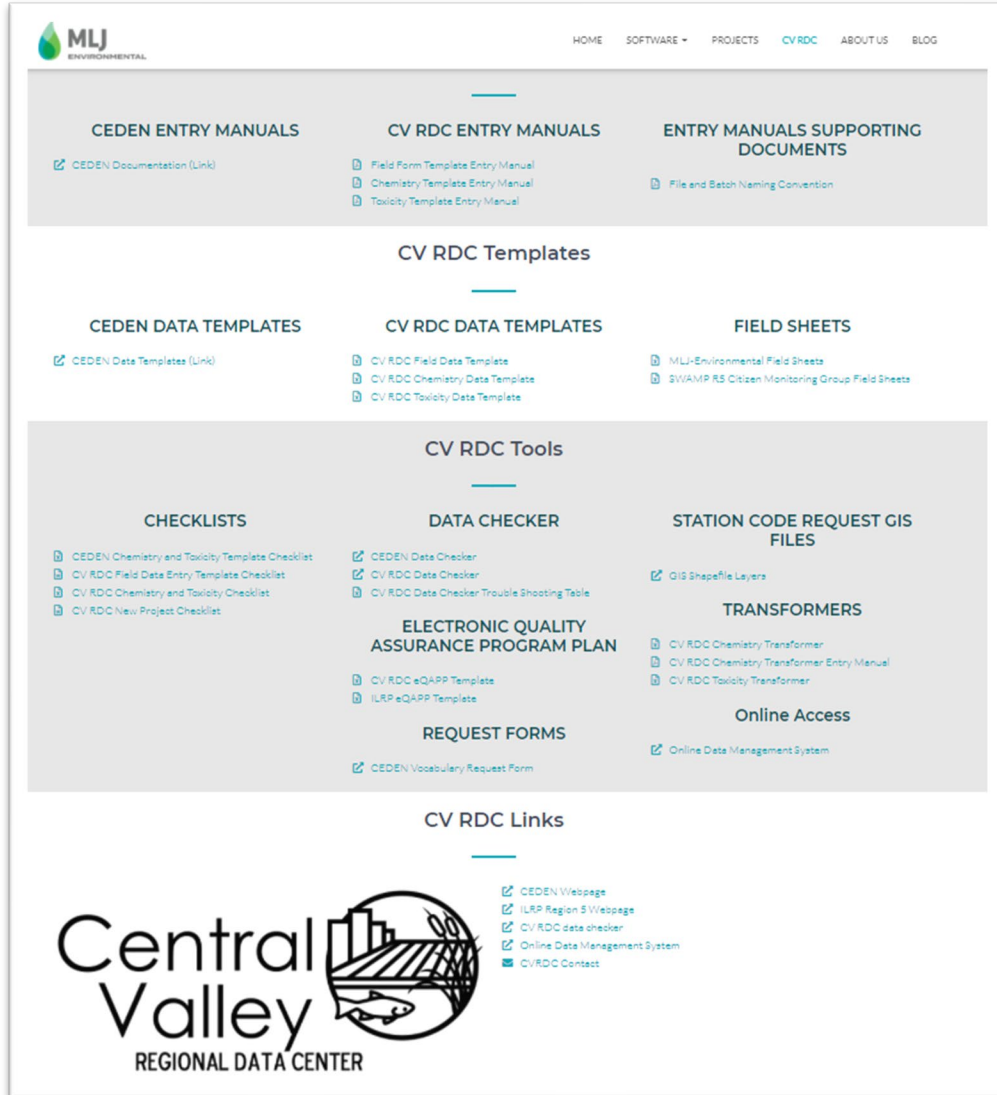 MLJ
ENVIRONMENTAL
HOME SOFTWARE PROJECTS CV RDC ABOUT US BLOG
CEDEN ENTRY MANUALS
CEDEN Documentation (Link)
CV RDC ENTRY MANUALS
Field Form Template Entry Manual
Chemistry Template Entry Manual
Toxicity Template Entry Manual
ENTRY MANUALS SUPPORTING
DOCUMENTS
File and Batch Naming Convention
CV RDC Templates
CEDEN DATA TEMPLATES
CEDEN Data Templates (Link)
CV RDC DATA TEMPLATES
CV RDC Field Data Template
CV RDC Chemistry Data Template
CV RDC Toxicity Data Template
FIELD SHEETS
MLJ-Environmental Field Sheets
SWAMP R5 Citizen Monitoring Group Field Sheets
CV RDC Tools
CHECKLISTS
CEDEN Chemistry and Toxicity Template Checklist
CV RDC Field Data Entry Template Checklist
CV RDC Chemistry and Toxicity Checklist
CV RDC New Project Checklist
DATA CHECKER
CEDEN Data Checker
CV RDC Data Checker
CV RDC Data Checker Trouble Shooting Table
ELECTRONIC QUALITY
ASSURANCE PROGRAM PLAN
CV RDC eQAPP Template
ILRP eQAPP Template
REQUEST FORMS
CEDEN Vocabulary Request Form
STATION CODE REQUEST GIS
FILES
GIS Shapefile Layers
TRANSFORMERS
CV RDC Chemistry Transformer
CV RDC Chemistry Transformer Entry Manual
CV RDC Toxicity Transformer
Online Access
Online Data Management System
CV RDC Links
Central
Valley
REGIONAL DATA CENTER
CEDEN Webpage
ILRP Region 5 Webpage
CV RDC data checker
Online Data Management System
CVRDC Contact